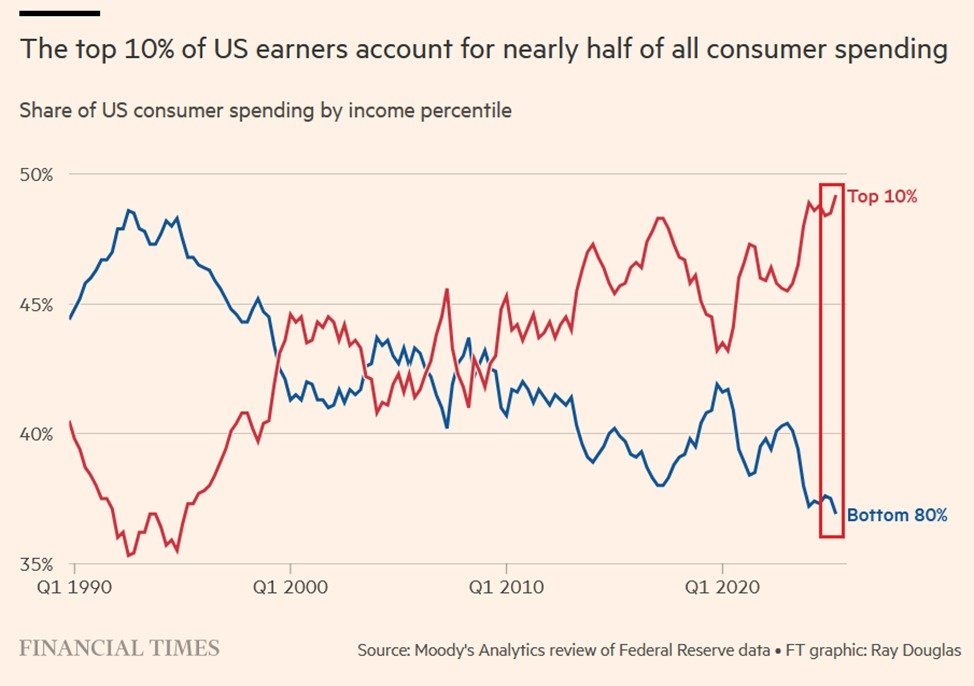 The top 10% of US earners account for nearly half of all consumer spending
Share of US consumer spending by income percentile
50%
Top 10%
45%
40%
Bottom 80%
35%
Q1 1990 Q1 2000 Q1 2010 Q1 2020
FINANCIAL TIMES
Source: Moody's Analytics review of Federal Reserve data • FT graphic: Ray Douglas